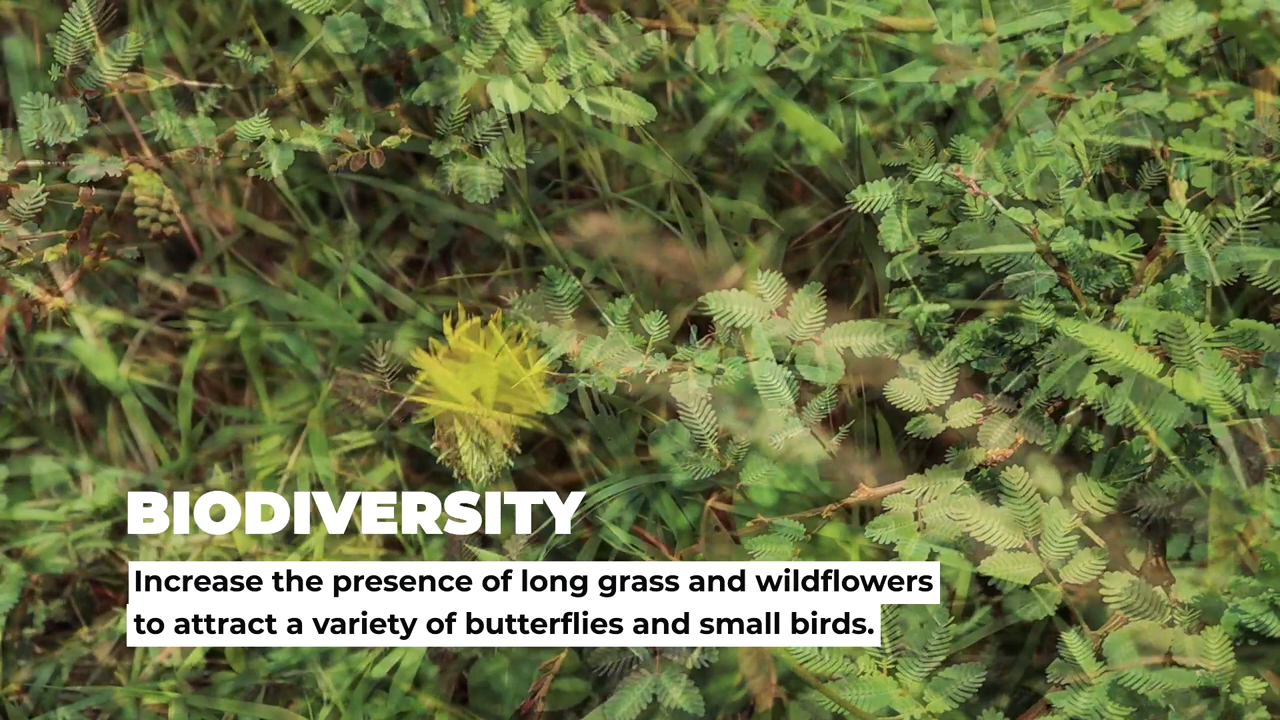 BIODIVERSITY
Increase the presence of long grass and wildflowers
to attract a variety of butterflies and small birds.